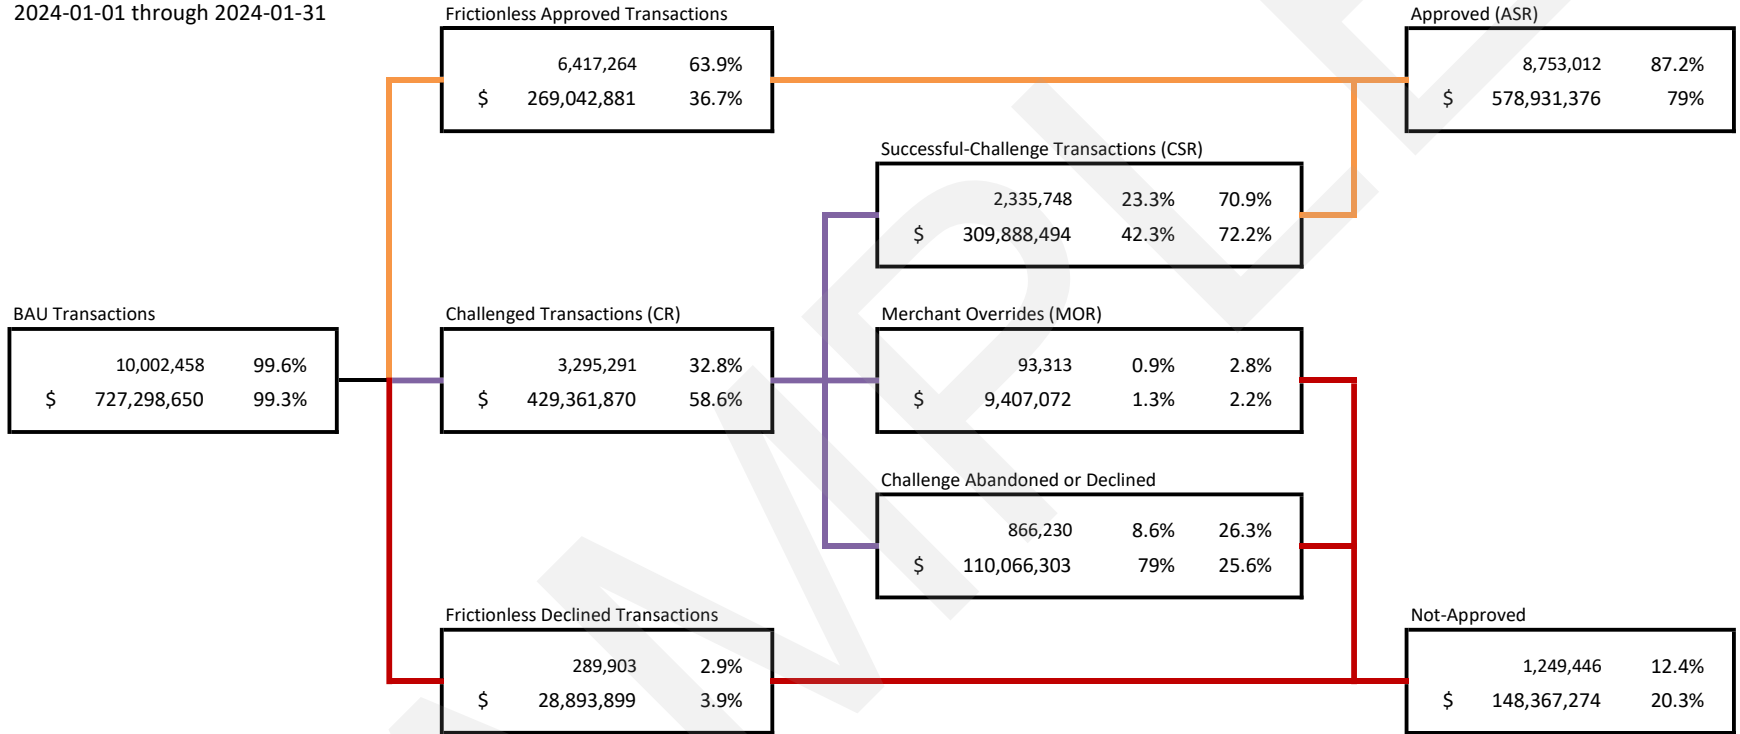 2024-01-01 through 2024-01-31
Frictionless Approved Transactions
6,417,264 63.9%
$ 269,042,881 36.7%
Approved (ASR)
8,753,012 87.2%
$ 578,931,376 79%
Successful-Challenge Transactions (CSR)
2,335,748 23.3% 70.9%
$ 309,888,494 42.3% 72.2%
BAU Transactions
10,002,458 99.6%
$ 727,298,650 99.3%
Challenged Transactions (CR)
3,295,291 32.8%
$ 429,361,870 58.6%
Merchant Overrides (MOR)
93,313 0.9% 2.8%
$ 9,407,072 1.3% 2.2%
Challenge Abandoned or Declined
866,230 8.6% 26.3%
$ 110,066,303 79% 25.6%
Frictionless Declined Transactions
289,903 2.9%
$ 28,893,899 3.9%
Not-Approved
1,249,446 12.4%
$ 148,367,274 20.3%